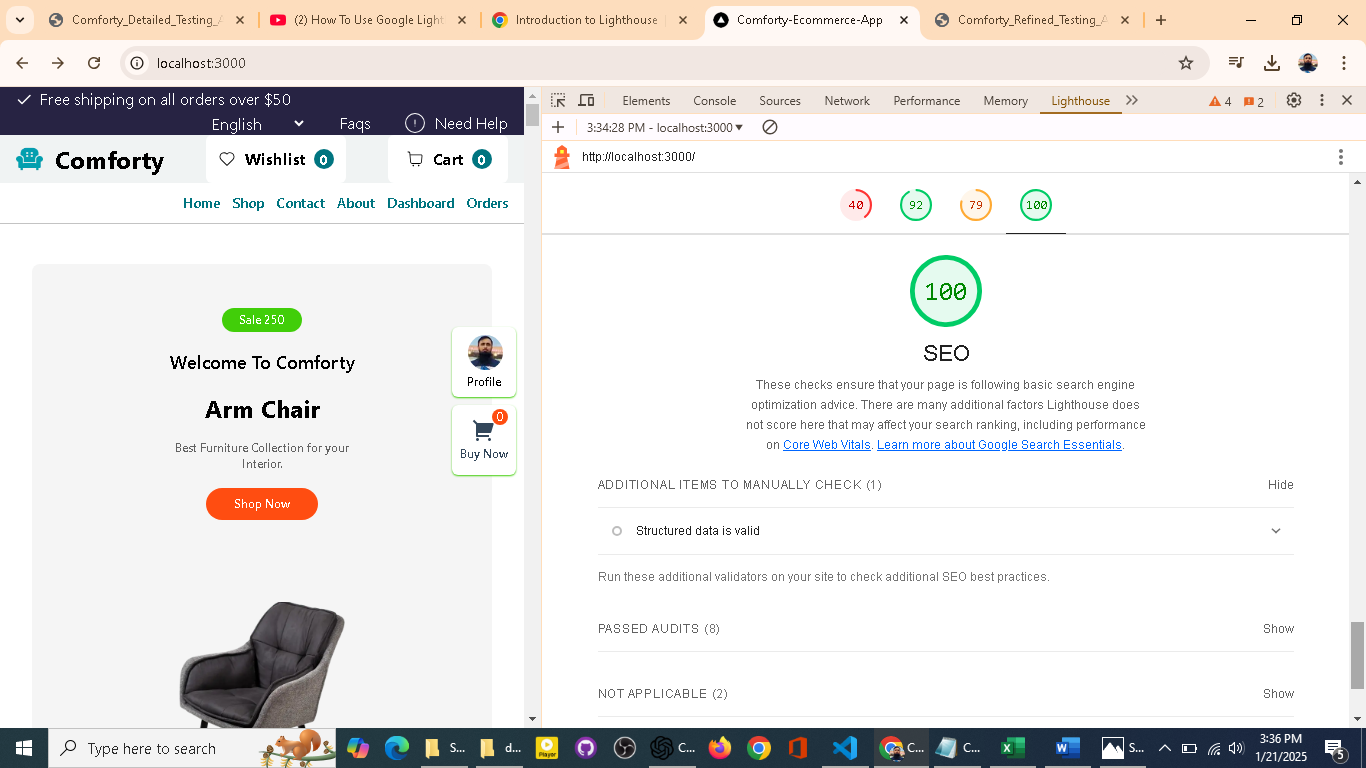 Comforty_Detailed_Testing_A
(2) How To Use Google Light
Introduction to Lighthouse
Comforty-Ecommerce-App
Comforty_Refined_Testing_A
localhost:3000
Free shipping on all orders over $50
English Faqs Need Help
Comforty Wishlist 0 Cart 0
Home Shop Contact About Dashboard Orders
Sale 250
Welcome To Comforty
Arm Chair
Best Furniture Collection for your
Interior.
Shop Now
Profile
0
Buy Now
Elements Console Sources Network Performance Memory Lighthouse 4 2
3:34:28 PM - localhost:3000
http://localhost:3000/
40 92 79 100
100
SEO
These checks ensure that your page is following basic search engine
optimization advice. There are many additional factors Lighthouse does
not score here that may affect your search ranking, including performance
on Core Web Vitals. Learn more about Google Search Essentials.
ADDITIONAL ITEMS TO MANUALLY CHECK (1) Hide
Structured data is valid
Run these additional validators on your site to check additional SEO best practices.
PASSED AUDITS (8) Show
NOT APPLICABLE (2) Show
Type here to search
S...
d...
Player
C...
C...
C...
S...
3:36 PM
1/21/2025
5